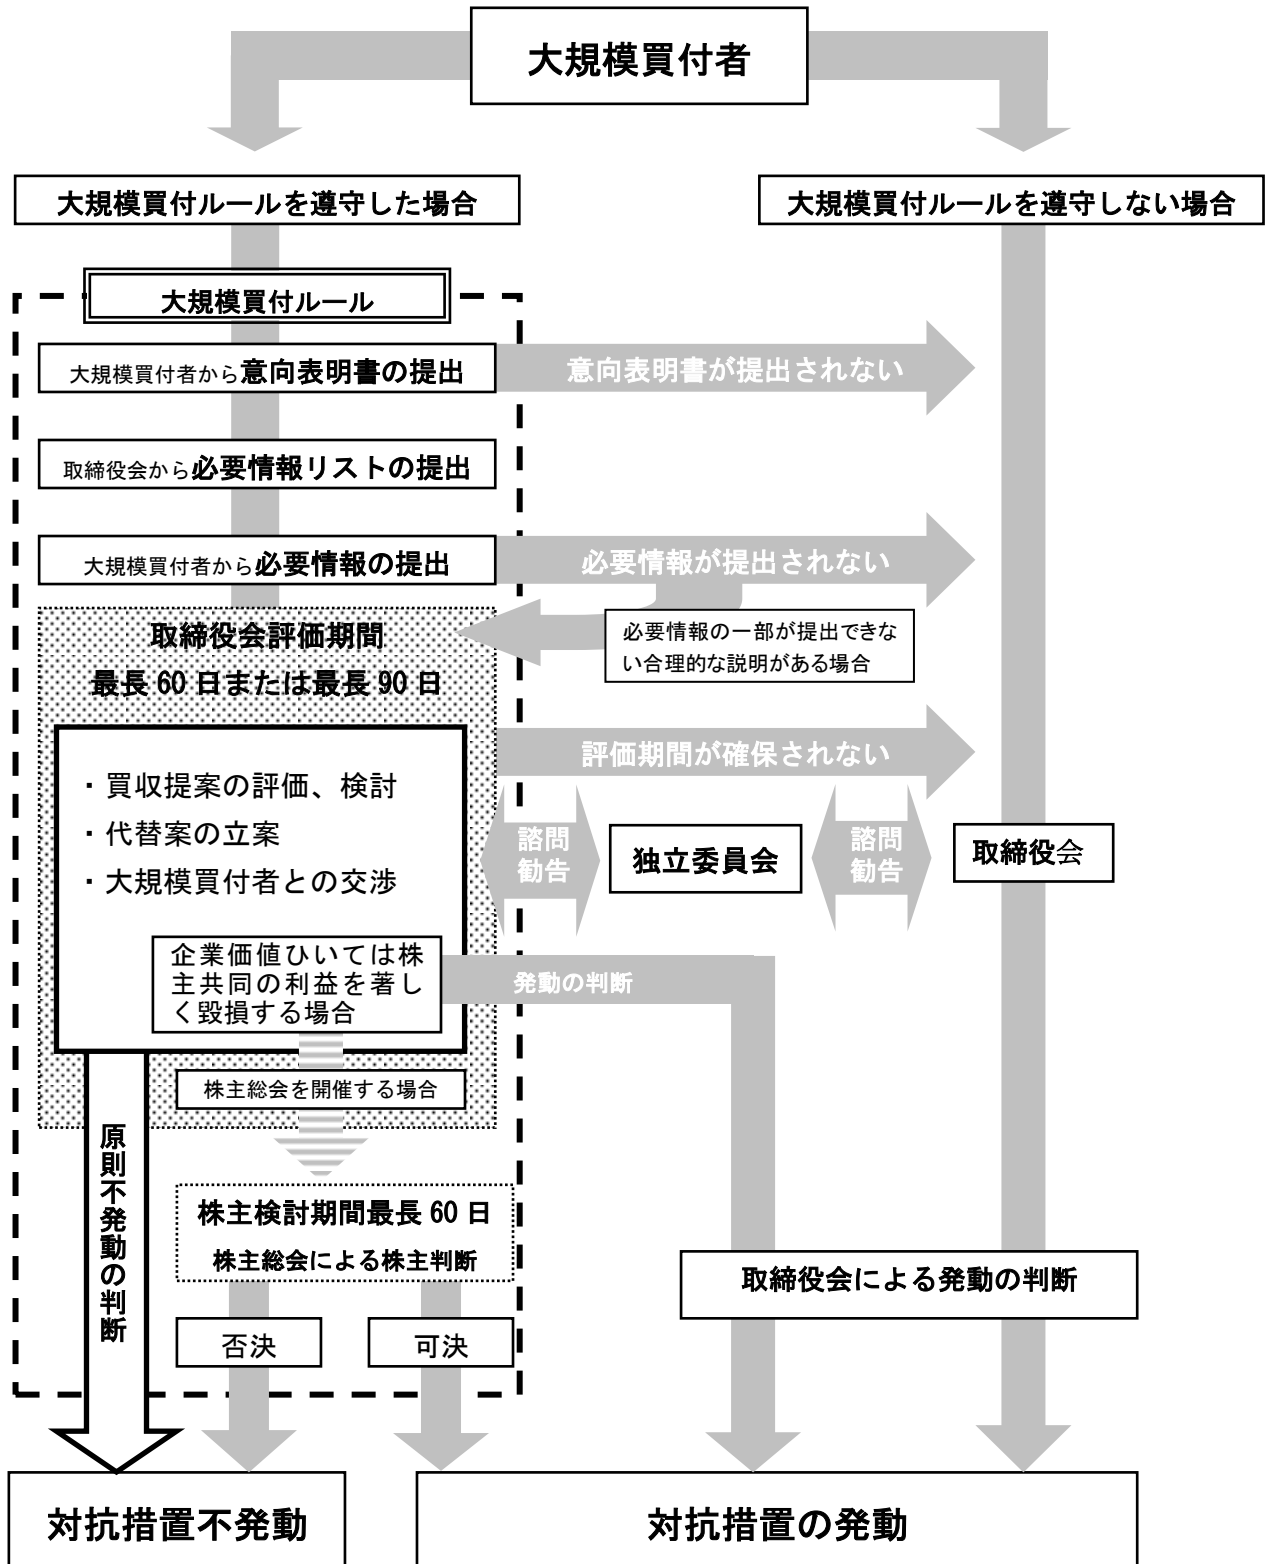 大規模買付者
大規模買付ルールを遵守した場合
大規模買付ルールを遵守しない場合
大規模買付ルール
大規模買付者から意向表明書の提出
意向表明書が提出されない
取締役会から必要情報リストの提出
大規模買付者から必要情報の提出
必要情報が提出されない
必要情報の一部が提出できな
い合理的な説明がある場合
取締役会評価期間
最長 60 日または最長 90 日
評価期間が確保されない
・買収提案の評価、検討
・代替案の立案
・大規模買付者との交渉
諮問
勧告
独立委員会
諮問
勧告
取締役会
企業価値ひいては株
主共同の利益を著し
く毀損する場合
発動の判断
株主総会を開催する場合
原則不発動の判断
株主検討期間最長 60 日
株主総会による株主判断
取締役会による発動の判断
否決
可決
対抗措置不発動
対抗措置の発動